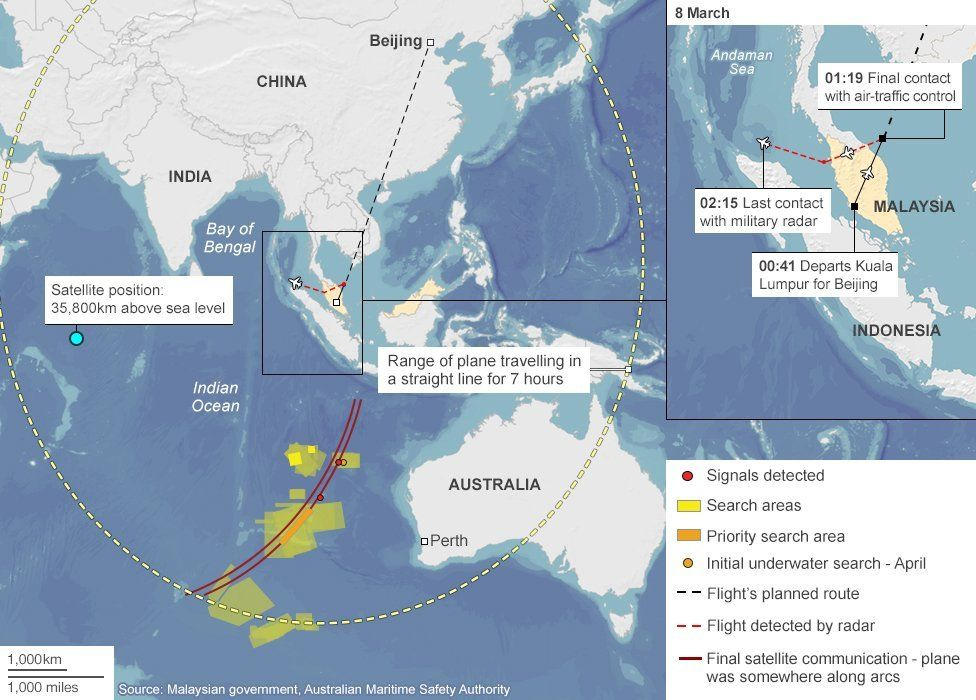 Beijing
CHINA
INDIA
Bay of
Bengal
Satellite position:
35,800km above sea level
Range of plane travelling in
a straight line for 7 hours
Indian
Ocean
AUSTRALIA
Perth
1,000km
1,000 miles
Source: Malaysian government, Australian Maritime Safety Authority
8 March
Andaman
Sea
01:19 Final contact
with air-traffic control
02:15 Last contact
with military radar
MALAYSIA
00:41 Departs Kuala
Lumpur for Beijing
INDONESIA
Signals detected
Search areas
Priority search area
Initial underwater search - April
Flight's planned route
Flight detected by radar
Final satellite communication - plane
was somewhere along arcs